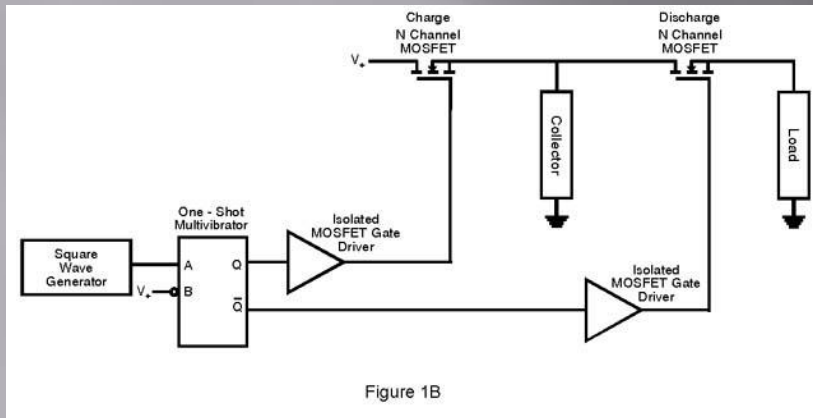 Charge
N Channel
MOSFET
V+
Discharge
N Channel
MOSFET
Collector
Load
One - Shot
Multivibrator
Square
Wave
Generator
A
Q
V+
B
Q̅
Isolated
MOSFET Gate
Driver
Isolated
MOSFET Gate
Driver
Figure 1B